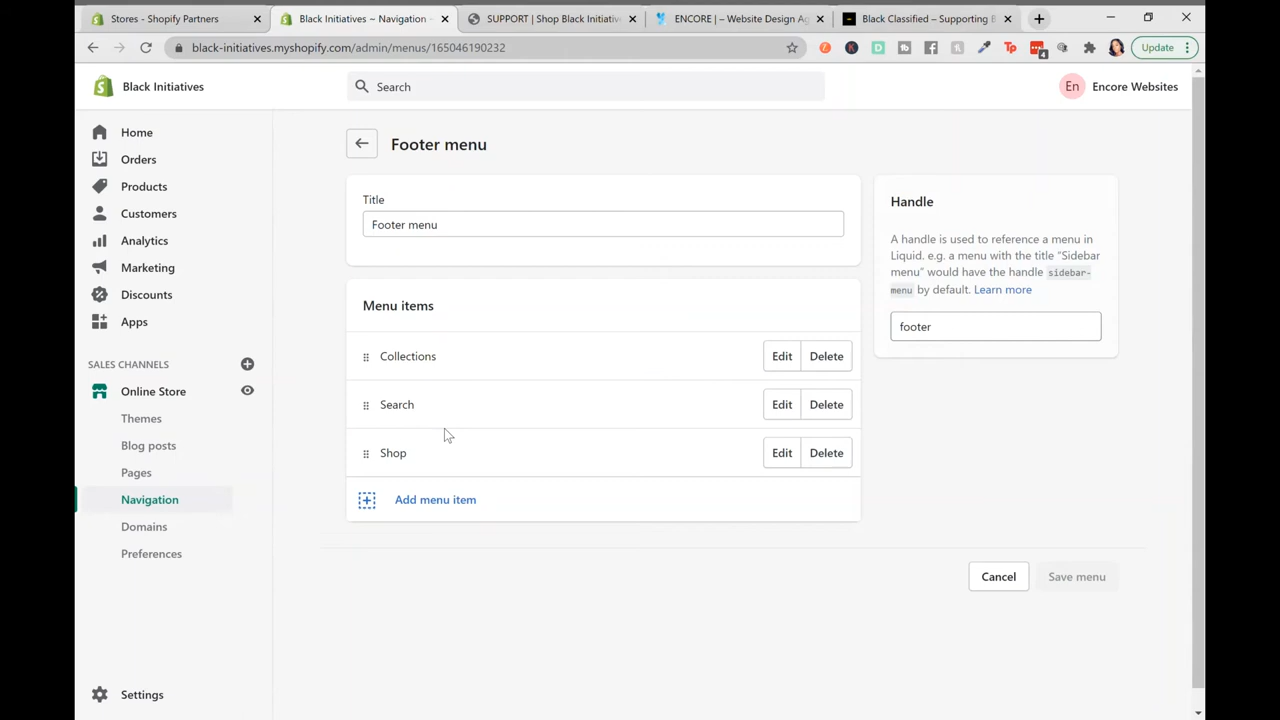 Stores - Shopify Partners
Black Initiatives ~ Navigation ~
SUPPORT | Shop Black Initiativ
ENCORE | ~ Website Design Ag
Black Classified – Supporting B
black-initiatives.myshopify.com/admin/menus/165046190232
Tp
4
Update
Black Initiatives
Search
En
Encore Websites
Home
Orders
Products
Customers
Analytics
Marketing
Discounts
Apps
SALES CHANNELS
Online Store
Themes
Blog posts
Pages
Navigation
Domains
Preferences
Settings
Footer menu
Title
Footer menu
Menu items
Collections
Edit
Delete
Search
Edit
Delete
Shop
Edit
Delete
Add menu item
Handle
A handle is used to reference a menu in
Liquid. e.g. a menu with the title “Sidebar
menu” would have the handle sidebar-
menu by default. Learn more
footer
Cancel
Save menu